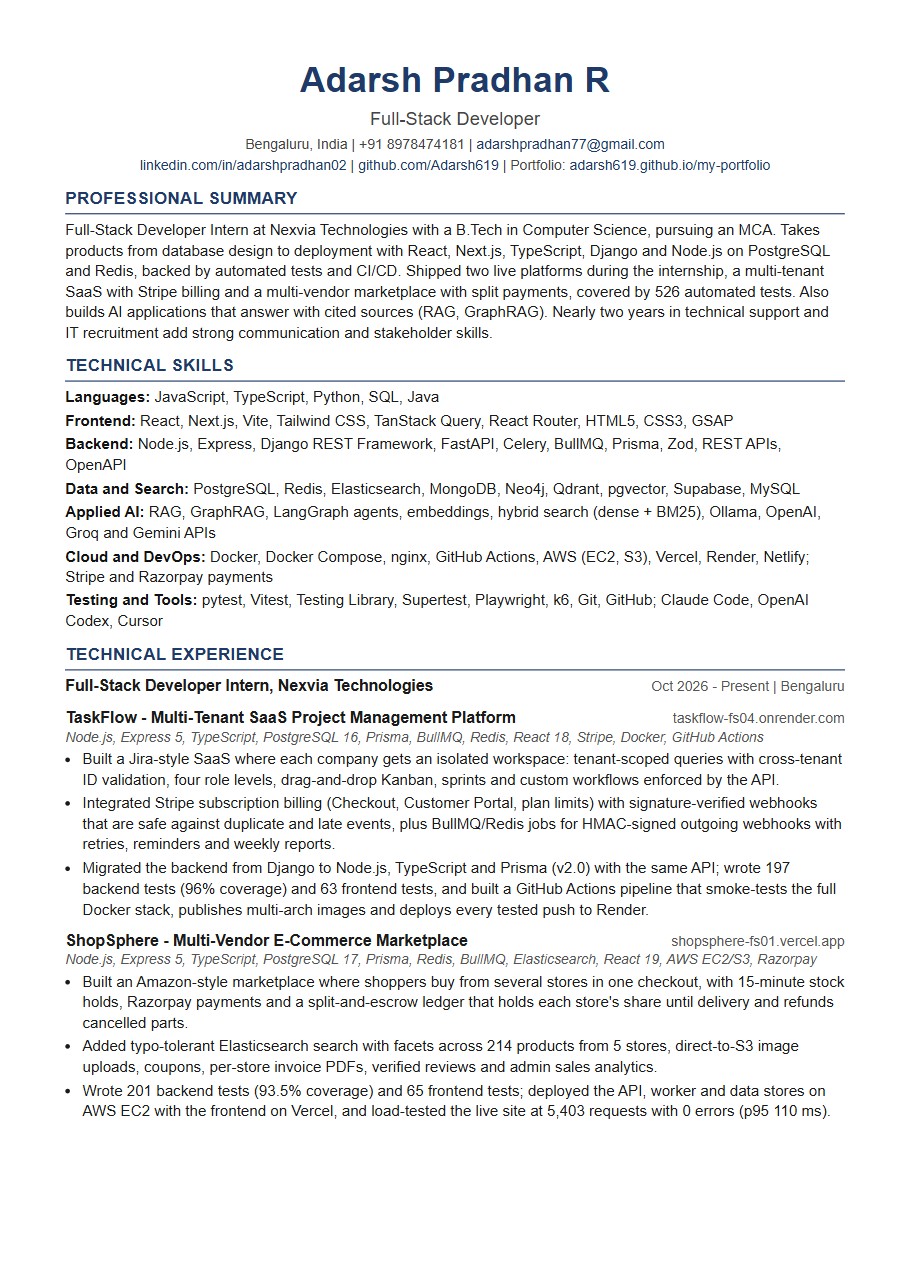 Adarsh Pradhan R
Full-Stack Developer
Bengaluru, India | +91 8978474181 | adarshpradhan77@gmail.com
linkedin.com/in/adarshpradhan02 | github.com/Adarsh619 | Portfolio: adarsh619.github.io/my-portfolio
PROFESSIONAL SUMMARY
Full-Stack Developer Intern at Nexvia Technologies with a B.Tech in Computer Science, pursuing an MCA. Takes
products from database design to deployment with React, Next.js, TypeScript, Django and Node.js on PostgreSQL
and Redis, backed by automated tests and CI/CD. Shipped two live platforms during the internship, a multi-tenant
SaaS with Stripe billing and a multi-vendor marketplace with split payments, covered by 526 automated tests. Also
builds AI applications that answer with cited sources (RAG, GraphRAG). Nearly two years in technical support and
IT recruitment add strong communication and stakeholder skills.
TECHNICAL SKILLS
Languages: JavaScript, TypeScript, Python, SQL, Java
Frontend: React, Next.js, Vite, Tailwind CSS, TanStack Query, React Router, HTML5, CSS3, GSAP
Backend: Node.js, Express, Django REST Framework, FastAPI, Celery, BullMQ, Prisma, Zod, REST APIs,
OpenAPI
Data and Search: PostgreSQL, Redis, Elasticsearch, MongoDB, Neo4j, Qdrant, pgvector, Supabase, MySQL
Applied AI: RAG, GraphRAG, LangGraph agents, embeddings, hybrid search (dense + BM25), Ollama, OpenAI,
Groq and Gemini APIs
Cloud and DevOps: Docker, Docker Compose, nginx, GitHub Actions, AWS (EC2, S3), Vercel, Render, Netlify;
Stripe and Razorpay payments
Testing and Tools: pytest, Vitest, Testing Library, Supertest, Playwright, k6, Git, GitHub; Claude Code, OpenAI
Codex, Cursor
TECHNICAL EXPERIENCE
Full-Stack Developer Intern, Nexvia Technologies Oct 2026 - Present | Bengaluru
TaskFlow - Multi-Tenant SaaS Project Management Platform taskflow-fs04.onrender.com
Node.js, Express 5, TypeScript, PostgreSQL 16, Prisma, BullMQ, Redis, React 18, Stripe, Docker, GitHub Actions
• Built a Jira-style SaaS where each company gets an isolated workspace: tenant-scoped queries with cross-tenant
ID validation, four role levels, drag-and-drop Kanban, sprints and custom workflows enforced by the API.
• Integrated Stripe subscription billing (Checkout, Customer Portal, plan limits) with signature-verified webhooks
that are safe against duplicate and late events, plus BullMQ/Redis jobs for HMAC-signed outgoing webhooks with
retries, reminders and weekly reports.
• Migrated the backend from Django to Node.js, TypeScript and Prisma (v2.0) with the same API; wrote 197
backend tests (96% coverage) and 63 frontend tests, and built a GitHub Actions pipeline that smoke-tests the full
Docker stack, publishes multi-arch images and deploys every tested push to Render.
ShopSphere - Multi-Vendor E-Commerce Marketplace shopsphere-fs01.vercel.app
Node.js, Express 5, TypeScript, PostgreSQL 17, Prisma, Redis, BullMQ, Elasticsearch, React 19, AWS EC2/S3, Razorpay
• Built an Amazon-style marketplace where shoppers buy from several stores in one checkout, with 15-minute stock
holds, Razorpay payments and a split-and-escrow ledger that holds each store's share until delivery and refunds
cancelled parts.
• Added typo-tolerant Elasticsearch search with facets across 214 products from 5 stores, direct-to-S3 image
uploads, coupons, per-store invoice PDFs, verified reviews and admin sales analytics.
• Wrote 201 backend tests (93.5% coverage) and 65 frontend tests; deployed the API, worker and data stores on
AWS EC2 with the frontend on Vercel, and load-tested the live site at 5,403 requests with 0 errors (p95 110 ms).